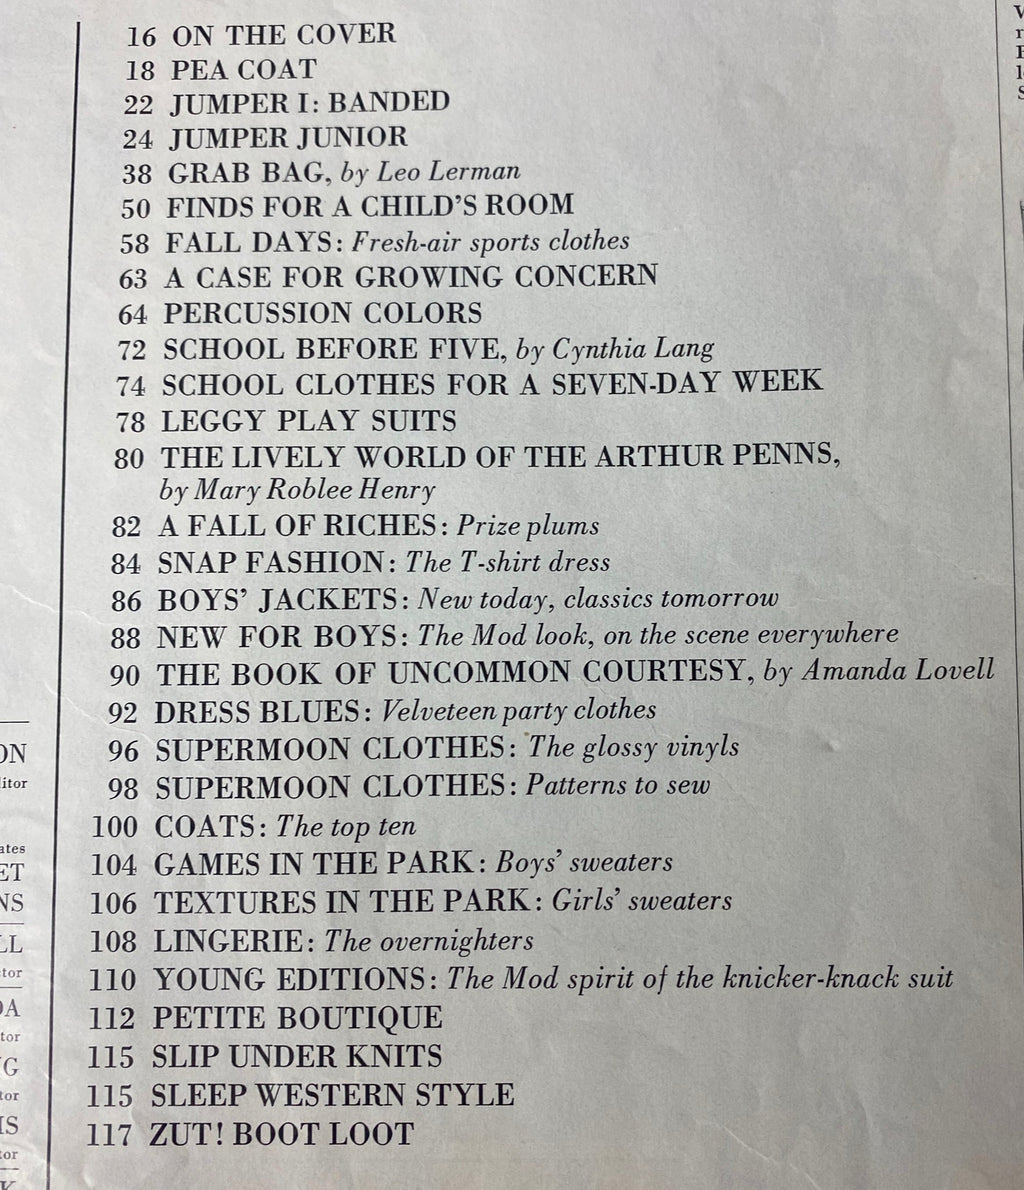 16 ON THE COVER
18 PEA COAT
22 JUMPER I: BANDED
24 JUMPER JUNIOR
38 GRAB BAG, by Leo Lerman
50 FINDS FOR A CHILD'S ROOM
58 FALL DAYS: Fresh-air sports clothes
63 A CASE FOR GROWING CONCERN
64 PERCUSSION COLORS
72 SCHOOL BEFORE FIVE, by Cynthia Lang
74 SCHOOL CLOTHES FOR A SEVEN-DAY WEEK
78 LEGGY PLAY SUITS
80 THE LIVELY WORLD OF THE ARTHUR PENNS,
by Mary Roblee Henry
82 A FALL OF RICHES: Prize plums
84 SNAP FASHION: The T-shirt dress
86 BOYS' JACKETS: New today, classics tomorrow
88 NEW FOR BOYS: The Mod look, on the scene everywhere
90 THE BOOK OF UNCOMMON COURTESY, by Amanda Lovell
92 DRESS BLUES: Velveteen party clothes
96 SUPERMOON CLOTHES: The glossy vinyls
98 SUPERMOON CLOTHES: Patterns to sew
100 COATS: The top ten
104 GAMES IN THE PARK: Boys' sweaters
106 TEXTURES IN THE PARK: Girls' sweaters
108 LINGERIE: The overnighters
110 YOUNG EDITIONS: The Mod spirit of the knicker-knack suit
112 PETITE BOUTIQUE
115 SLIP UNDER KNITS
115 SLEEP WESTERN STYLE
117 ZUT! BOOT LOOT